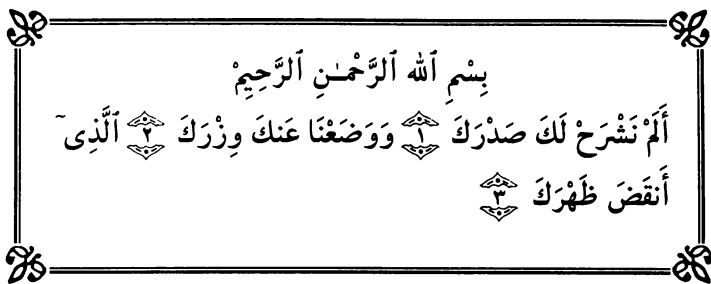 بِسْمِ ٱللَّهِ ٱلرَّحْمَـٰنِ ٱلرَّحِيمِْ
أَلَمْ نَشْرَحْ لَكَ صَدْرَكَ ١ وَوَضَعْنَا عَنكَ وِزْرَكَ ٢ ٱلَّذِىٓ
أَنقَضَ ظَهْرَكَ ٣